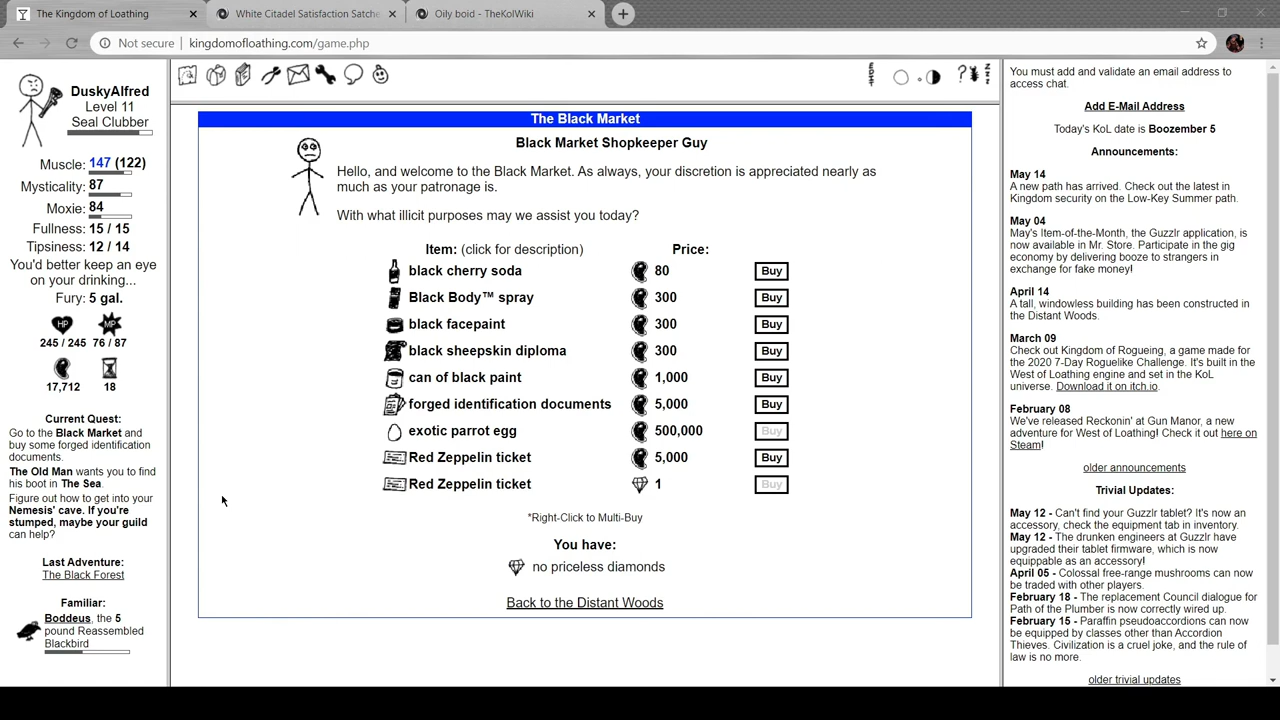 The Kingdom of Loathing
White Citadel Satisfaction Satche
Oily boid - TheKolWiki
Not secure
kingdomofloathing.com/game.php
DuskyAlfred
Level 11
Seal Clubber
Muscle: 147 (122)
Mysticality: 87
Moxie: 84
Fullness: 15 / 15
Tipsiness: 12 / 14
You'd better keep an eye
on your drinking...
Fury: 5 gal.
HP
MP
245 / 245 76 / 87
17,712 18
Current Quest:
Go to the Black Market and
buy some forged identification
documents.
The Old Man wants you to find
his boot in The Sea.
Figure out how to get into your
Nemesis' cave. If you're
stumped, maybe your guild
can help?
Last Adventure:
The Black Forest
Familiar:
Boddeus, the 5
pound Reassembled
Blackbird
The Black Market
Black Market Shopkeeper Guy
Hello, and welcome to the Black Market. As always, your discretion is appreciated nearly as
much as your patronage is.
With what illicit purposes may we assist you today?
Item: (click for description) Price:
black cherry soda 80 Buy
Black Body™ spray 300 Buy
black facepaint 300 Buy
black sheepskin diploma 300 Buy
can of black paint 1,000 Buy
forged identification documents 5,000 Buy
exotic parrot egg 500,000 Buy
Red Zeppelin ticket 5,000 Buy
Red Zeppelin ticket 1 Buy
*Right-Click to Multi-Buy
You have:
no priceless diamonds
Back to the Distant Woods
You must add and validate an email address to
access chat.
Add E-Mail Address
Today's KoL date is Boozember 5
Announcements:
May 14
A new path has arrived. Check out the latest in
Kingdom security on the Low-Key Summer path.
May 04
May's Item-of-the-Month, the Guzzlr application, is
now available in Mr. Store. Participate in the gig
economy by delivering booze to strangers in
exchange for fake money!
April 14
A tall, windowless building has been constructed in
the Distant Woods.
March 09
Check out Kingdom of Rogueing, a game made for
the 2020 7-Day Roguelike Challenge. It's built in the
West of Loathing engine and set in the KoL
universe. Download it on itch.io.
February 08
We've released Reckonin' at Gun Manor, a new
adventure for West of Loathing! Check it out here on
Steam!
older announcements
Trivial Updates:
May 12 - Can't find your Guzzlr tablet? It's now an
accessory, check the equipment tab in inventory.
May 12 - The drunken engineers at Guzzlr have
upgraded their tablet firmware, which is now
equippable as an accessory!
April 05 - Colossal free-range mushrooms can now
be traded with other players.
February 18 - The replacement Council dialogue for
Path of the Plumber is now correctly wired up.
February 15 - Paraffin pseudoaccordions can now
be equipped by classes other than Accordion
Thieves. Civilization is a cruel joke, and the rule of
law is no more.
older trivial updates